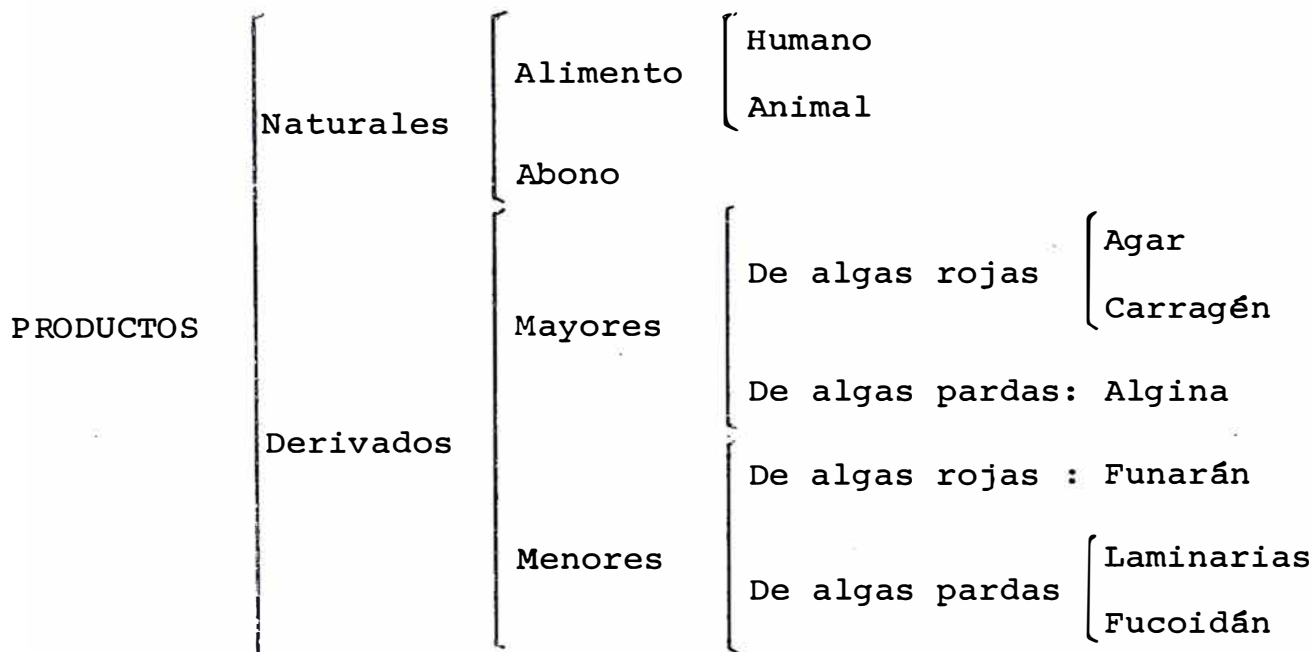 Humano
Alimento
Animal
Naturales
Abono
Agar
De algas rojas
Carragén
PRODUCTOS
Mayores
De algas pardas: Algina
Derivados
De algas rojas : Funarán
Laminarias
Menores
De algas pardas
Fucoidán